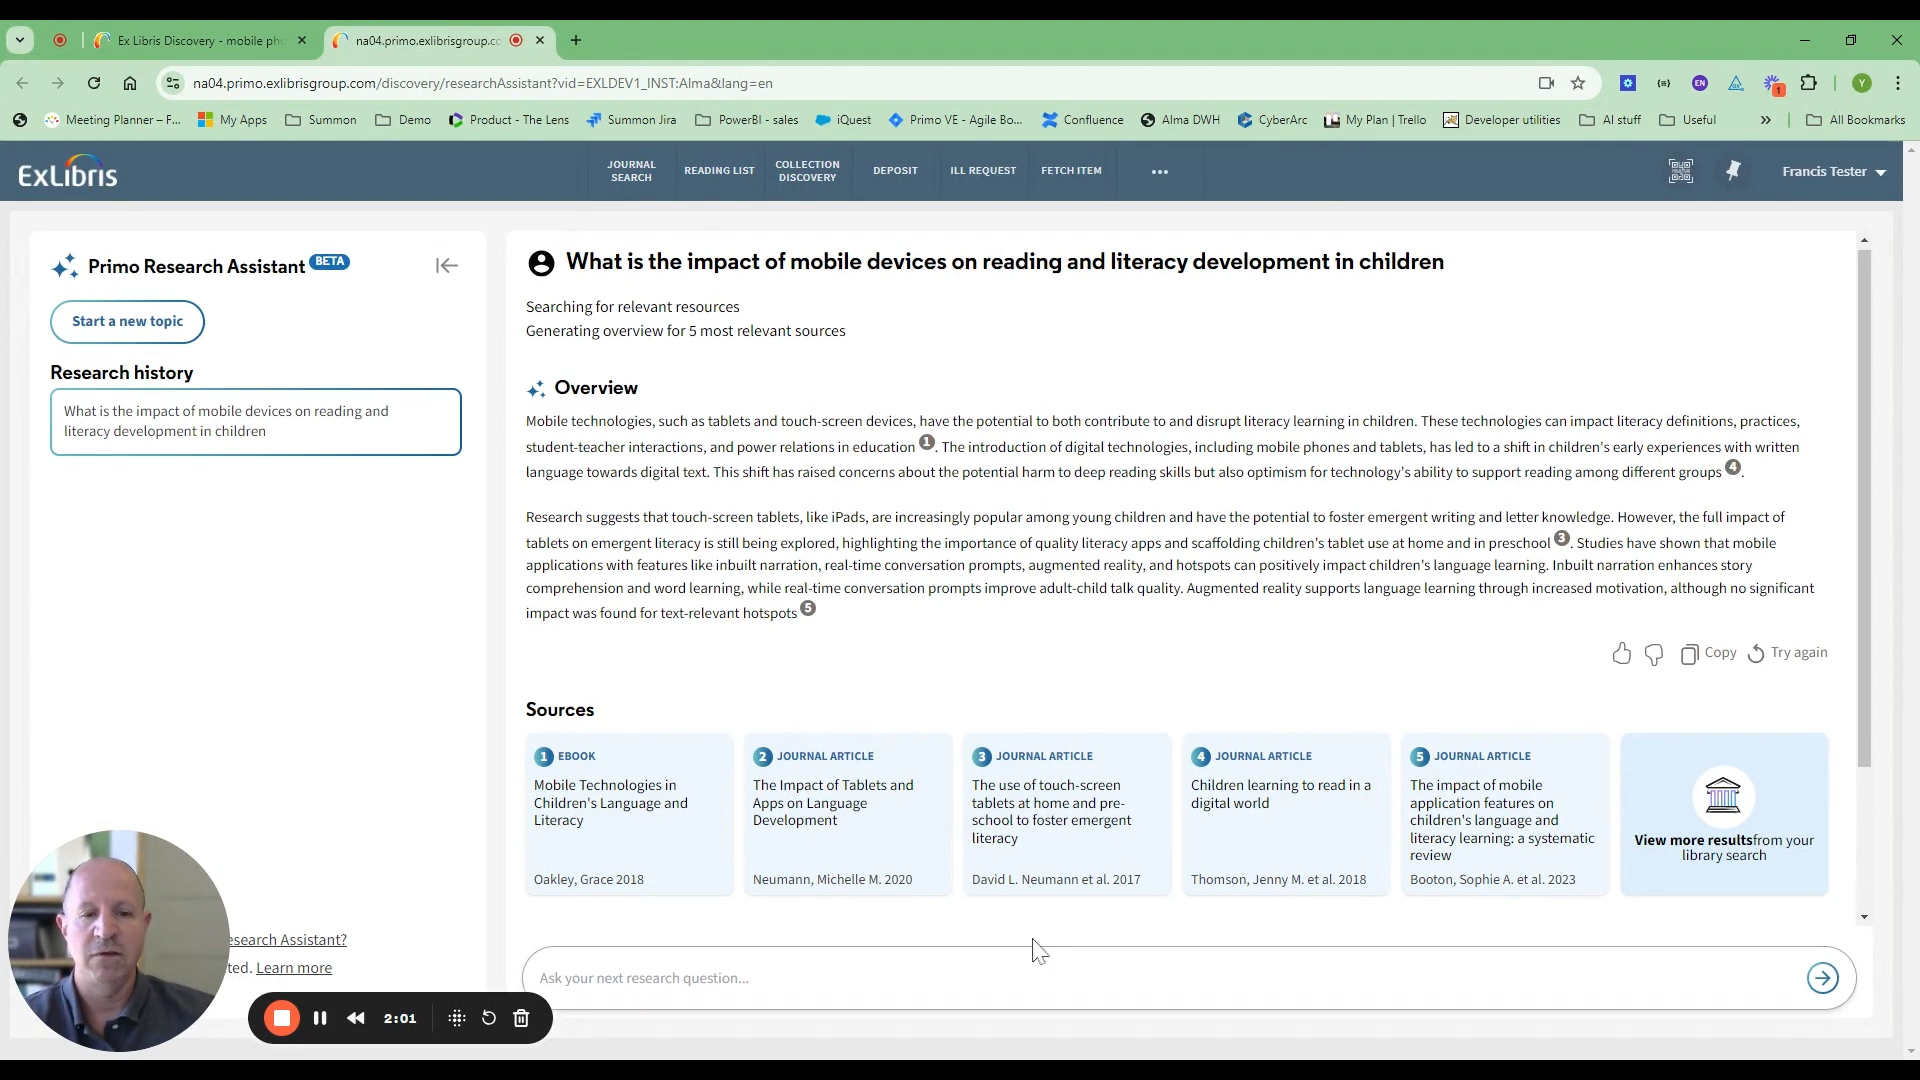 Ex Libris Discovery - mobile pho
na04.primo.exlibrisgroup.co
na04.primo.exlibrisgroup.com/discovery/researchAssistant?vid=EXLDEV1_INST:Alma&lang=en
EN
1
Y
Meeting Planner – F...
My Apps
Summon
Demo
Product - The Lens
Summon Jira
PowerBI - sales
iQuest
Primo VE - Agile Bo...
Confluence
Alma DWH
CyberArc
My Plan | Trello
Developer utilities
AI stuff
Useful
»
All Bookmarks
ExLibris
JOURNAL
SEARCH
READING LIST
COLLECTION
DISCOVERY
DEPOSIT
ILL REQUEST
FETCH ITEM
Francis Tester
Primo Research Assistant BETA
Start a new topic
Research history
What is the impact of mobile devices on reading and
literacy development in children
esearch Assistant?
ted. Learn more
2:01
What is the impact of mobile devices on reading and literacy development in children
Searching for relevant resources
Generating overview for 5 most relevant sources
Overview
Mobile technologies, such as tablets and touch-screen devices, have the potential to both contribute to and disrupt literacy learning in children. These technologies can impact literacy definitions, practices,
student-teacher interactions, and power relations in education 1. The introduction of digital technologies, including mobile phones and tablets, has led to a shift in children's early experiences with written
language towards digital text. This shift has raised concerns about the potential harm to deep reading skills but also optimism for technology's ability to support reading among different groups 4.
Research suggests that touch-screen tablets, like iPads, are increasingly popular among young children and have the potential to foster emergent writing and letter knowledge. However, the full impact of
tablets on emergent literacy is still being explored, highlighting the importance of quality literacy apps and scaffolding children's tablet use at home and in preschool 3. Studies have shown that mobile
applications with features like inbuilt narration, real-time conversation prompts, augmented reality, and hotspots can positively impact children's language learning. Inbuilt narration enhances story
comprehension and word learning, while real-time conversation prompts improve adult-child talk quality. Augmented reality supports language learning through increased motivation, although no significant
impact was found for text-relevant hotspots 5
Copy
Try again
Sources
1 EBOOK
Mobile Technologies in
Children's Language and
Literacy
Oakley, Grace 2018
2 JOURNAL ARTICLE
The Impact of Tablets and
Apps on Language
Development
Neumann, Michelle M. 2020
3 JOURNAL ARTICLE
The use of touch-screen
tablets at home and pre-
school to foster emergent
literacy
David L. Neumann et al. 2017
4 JOURNAL ARTICLE
Children learning to read in a
digital world
Thomson, Jenny M. et al. 2018
5 JOURNAL ARTICLE
The impact of mobile
application features on
children's language and
literacy learning: a systematic
review
Booton, Sophie A. et al. 2023
View more resultsfrom your
library search
Ask your next research question...